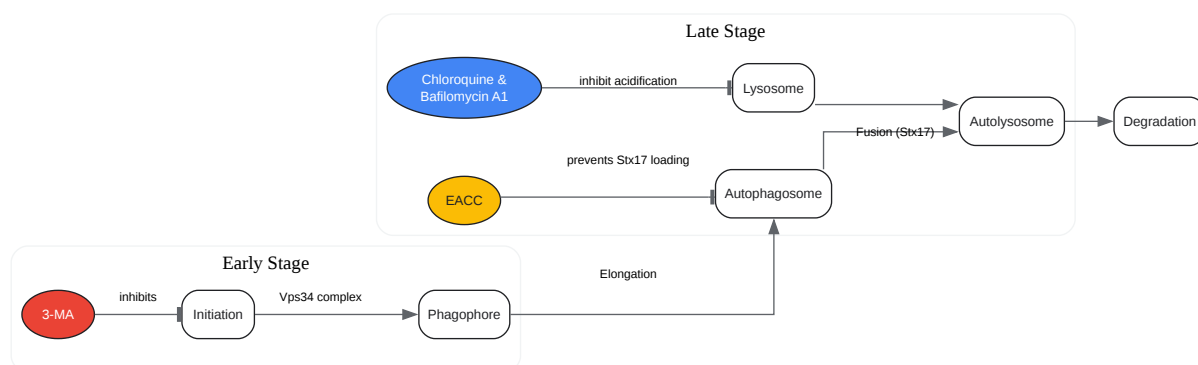 Late Stage
Chloroquine &
Bafilomycin A1
inhibit acidification
Lysosome
Autolysosome
Degradation
Fusion (Stx17)
prevents Stx17 loading
EACC
Autophagosome
Elongation
Early Stage
3-MA
inhibits
Initiation
Vps34 complex
Phagophore